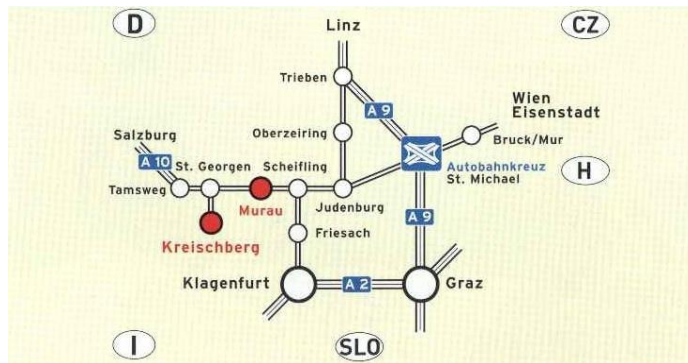 D
CZ
Linz
Trieben
A 9
Wien
Eisenstadt
Oberzeiring
Bruck/Mur
Salzburg
A 10
St. Georgen
Scheifling
Autobahnkreuz
St. Michael
H
Tamsweg
Murau
Judenburg
A 9
Friesach
Kreischberg
Klagenfurt
A 2
Graz
I
SLO